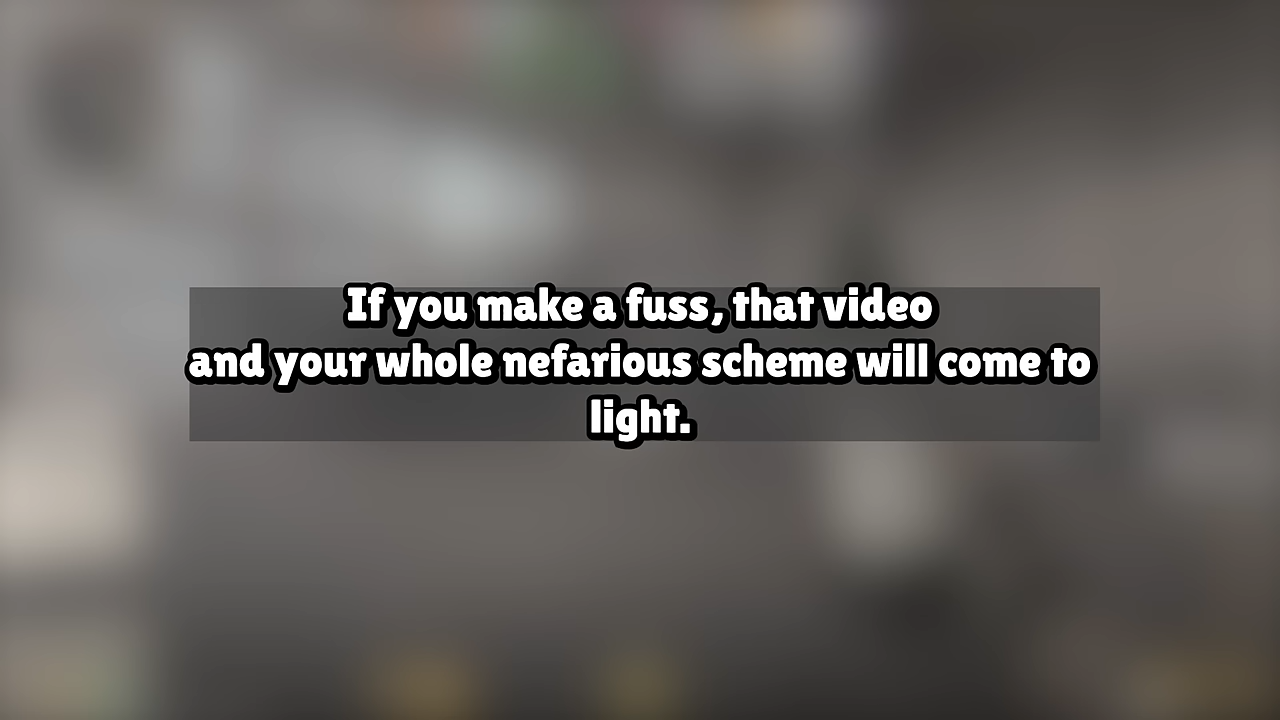 If you make a fuss, that video
and your whole nefarious scheme will come to
light.